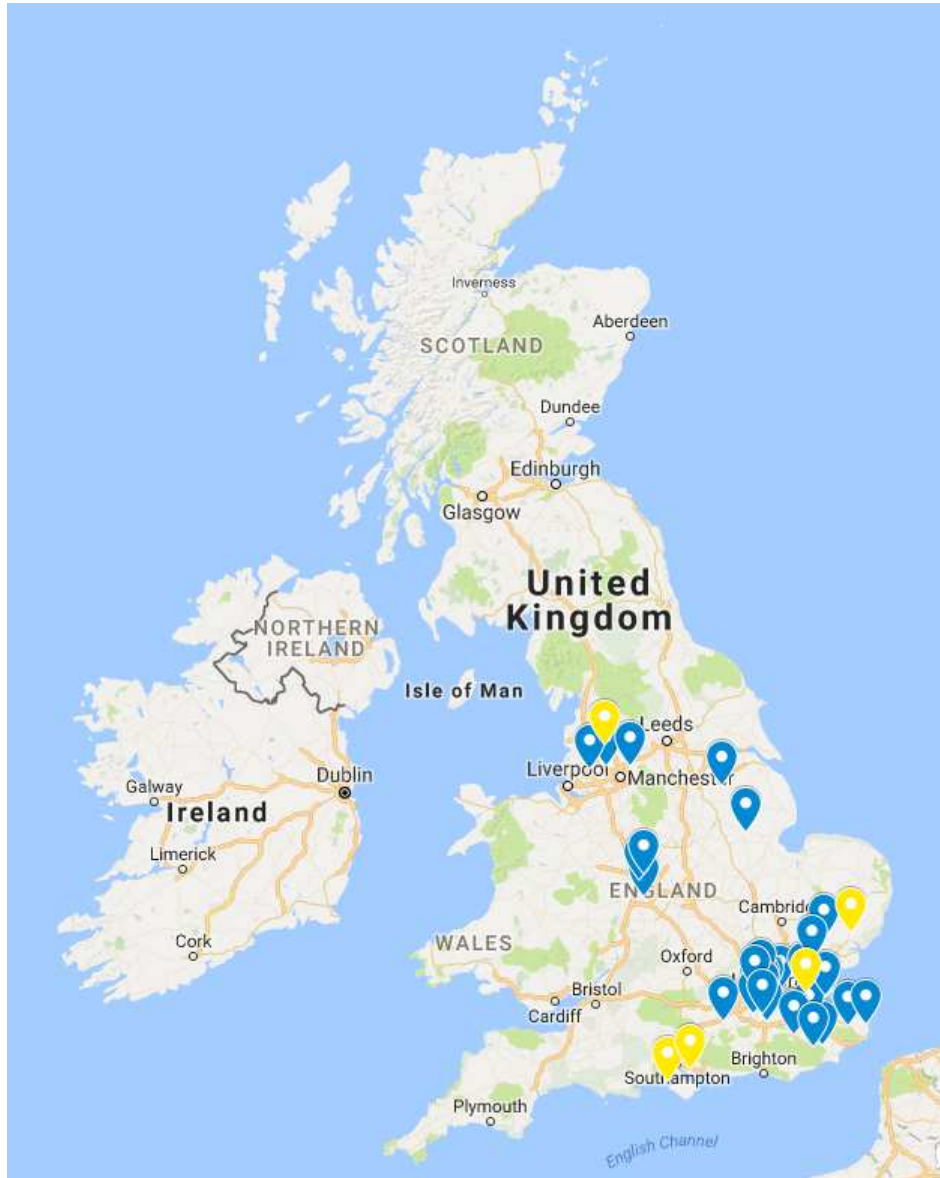 Inverness
Aberdeen
SCOTLAND
Dundee
Edinburgh
Glasgow
United
Kingdom
NORTHERN
IRELAND
Isle of Man
Leeds
Liverpool
Manchester
Dublin
Galway
Ireland
Limerick
ENGLAND
Cambrid
Cork
WALES
Oxford
Bristol
Cardiff
Brighton
Southampton
Plymouth
English Channel